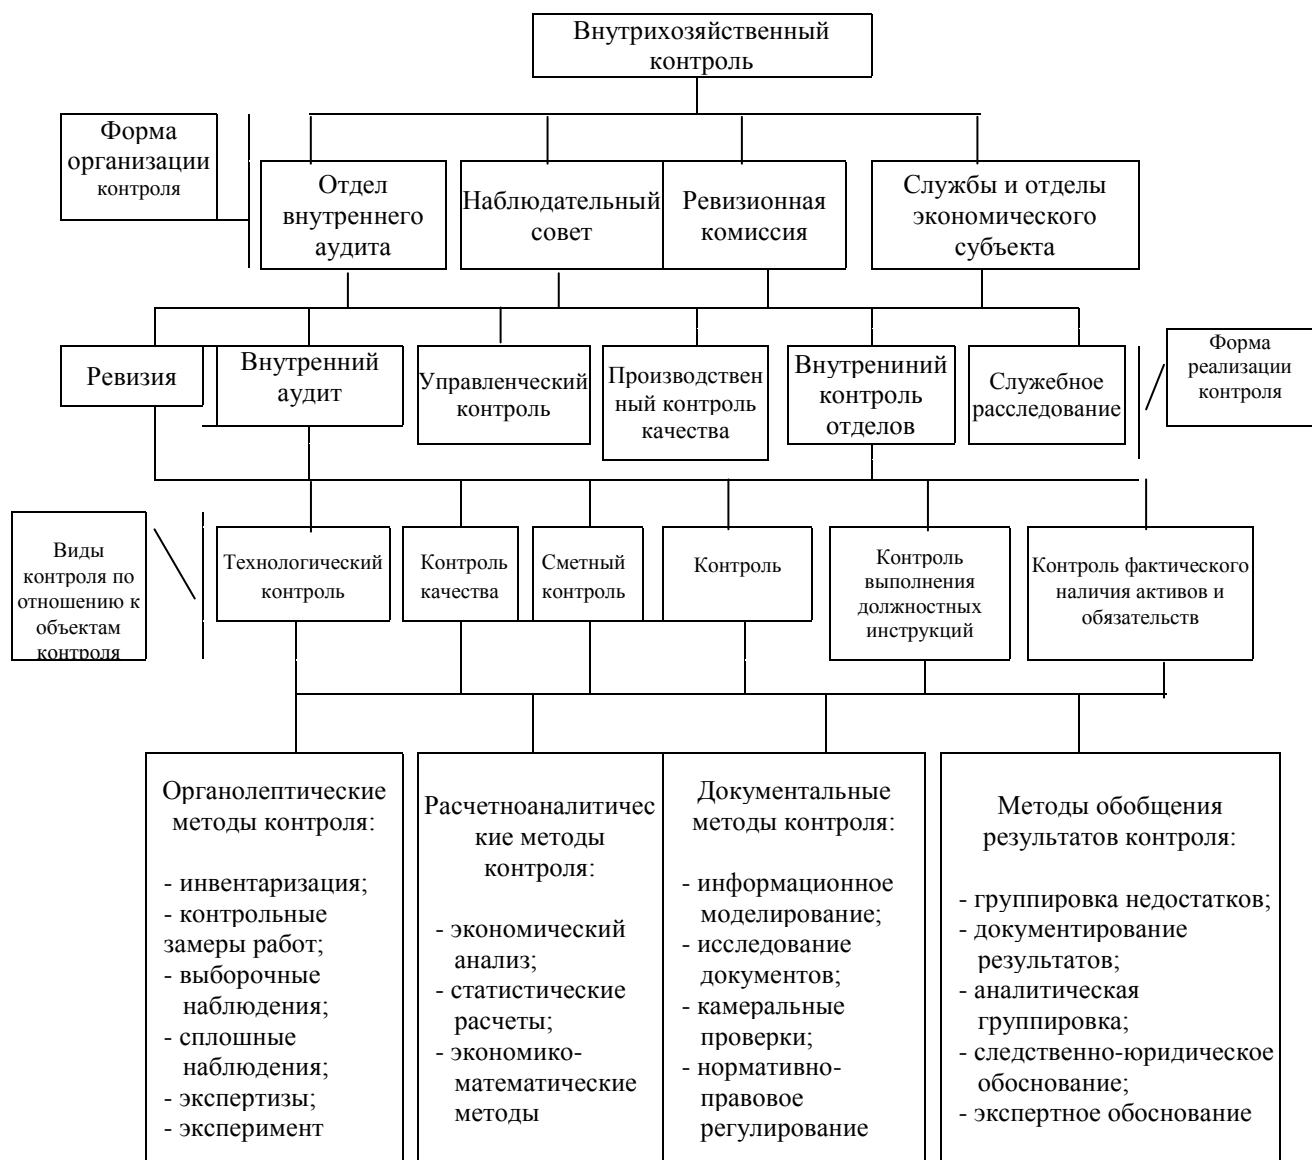 Внутрихозяйственный
контроль
Форма
организации
контроля
Отдел
внутреннего
аудита
Наблюдательный
совет
Ревизионная
комиссия
Службы и отделы
экономического
субъекта
Ревизия
Внутренний
аудит
Управленческий
контроль
Производствен
ный контроль
качества
Внутрениний
контроль
отделов
Служебное
расследование
Форма
реализации
контроля
Виды
контроля по
отношению к
объектам
контроля
Технологический
контроль
Контроль
качества
Сметный
контроль
Контроль
Контроль
выполнения
должностных
инструкций
Контроль фактического
наличия активов и
обязательств
Органолептические
методы контроля:
- инвентаризация;
- контрольные
замеры работ;
- выборочные
наблюдения;
- сплошные
наблюдения;
- экспертизы;
- эксперимент
Расчетноаналитичес
кие методы
контроля:
- экономический
анализ;
- статистические
расчеты;
- экономико-
математические
методы
Документальные
методы контроля:
- информационное
моделирование;
- исследование
документов;
- камеральные
проверки;
- нормативно-
правовое
регулирование
Методы обобщения
результатов контроля:
- группировка недостатков;
- документирование
результатов;
- аналитическая
группировка;
- следственно-юридическое
обоснование;
- экспертное обоснование